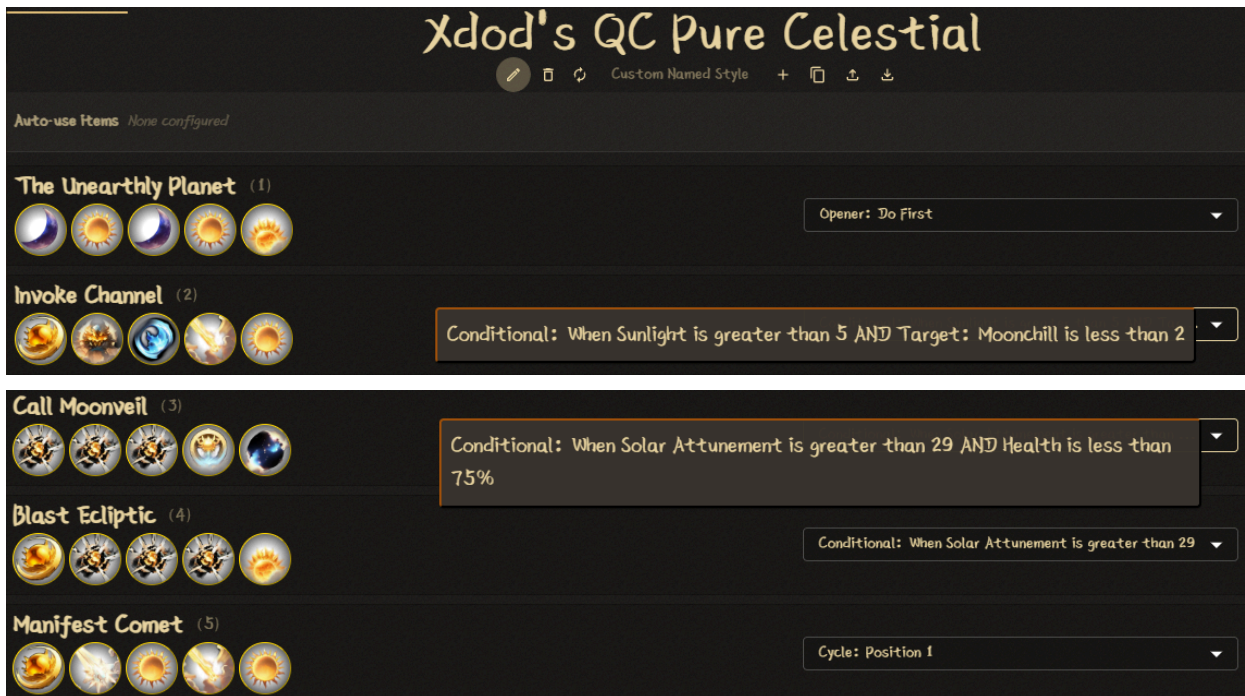 Xdod's QC Pure Celestial
Custom Named Style
Auto-use Items None configured
The Unearthly Planet (1)
Opener: Do First
Invoke Channel (2)
Conditional: When Sunlight is greater than 5 AND Target: Moonchill is less than 2
Call Moonveil (3)
Conditional: When Solar Attunement is greater than 29 AND Health is less than
75%
Blast Ecliptic (4)
Conditional: When Solar Attunement is greater than 29
Manifest Comet (5)
Cycle: Position 1